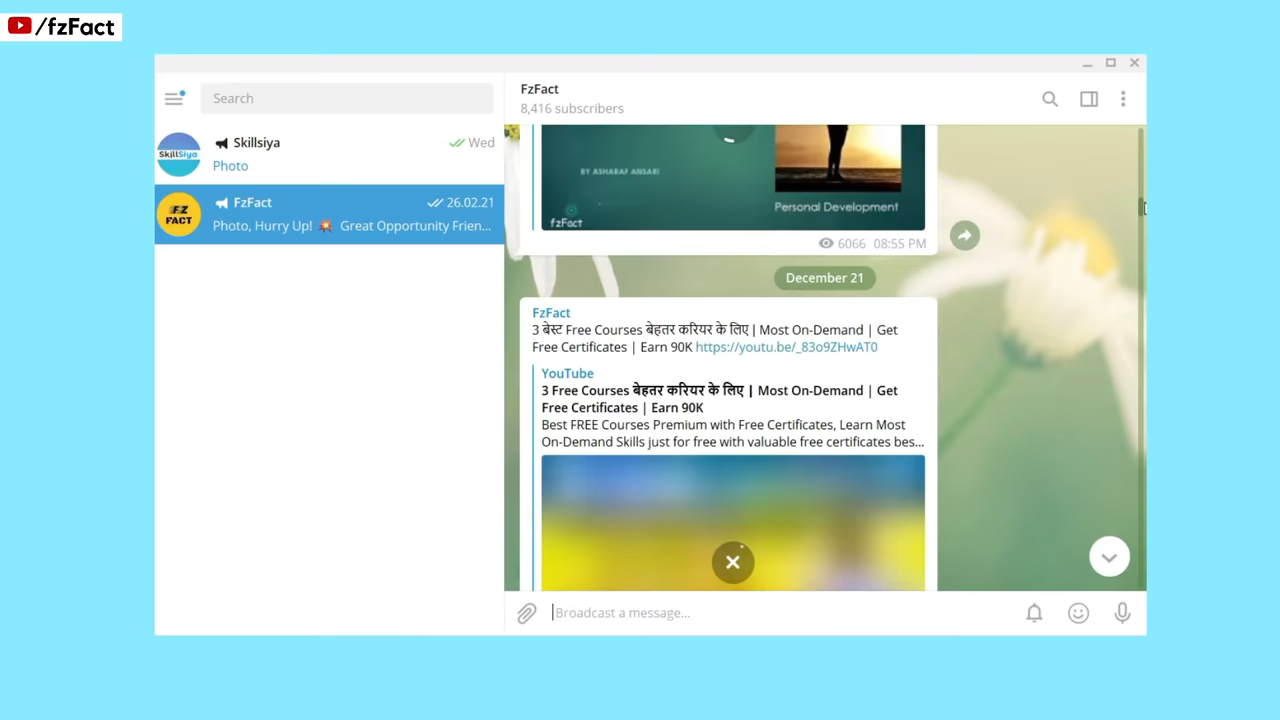 /fzFact
Search
FzFact
8,416 subscribers
Skillsiya
Wed
Photo
SkillSiya
FzFact
26.02.21
Photo, Hurry Up! 💥 Great Opportunity Frien...
FZ
FACT
BY ASHARAF ANSARI
Personal Development
fzFact
6066 08:55 PM
December 21
FzFact
3 बेस्ट Free Courses बेहतर करियर के लिए | Most On-Demand | Get
Free Certificates | Earn 90K https://youtu.be/_83o9ZHwAT0
YouTube
3 Free Courses बेहतर करियर के लिए | Most On-Demand | Get
Free Certificates | Earn 90K
Best FREE Courses Premium with Free Certificates, Learn Most
On-Demand Skills just for free with valuable free certificates bes...
Broadcast a message...